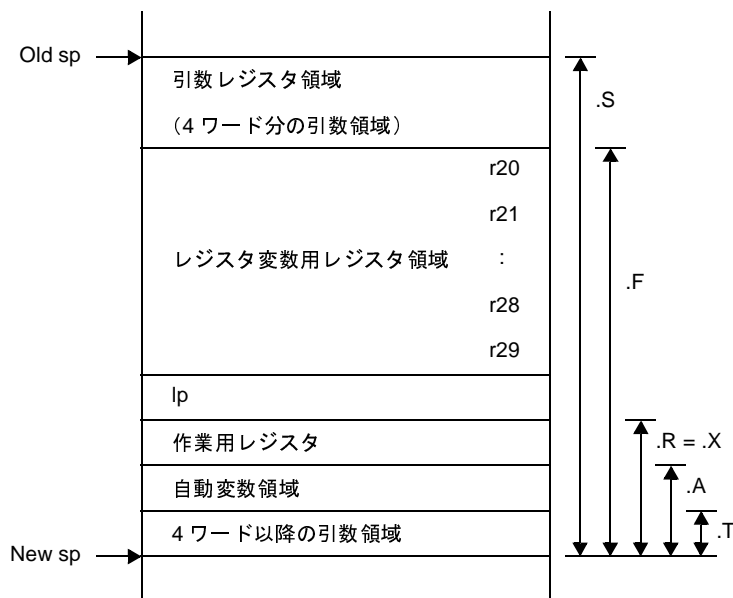 Old sp
引数レジスタ領域
（4 ワード分の引数領域）
.S
r20
r21
レジスタ変数用レジスタ領域
:
r28
r29
.F
lp
作業用レジスタ
.R = .X
自動変数領域
.A
4 ワード以降の引数領域
.T
New sp